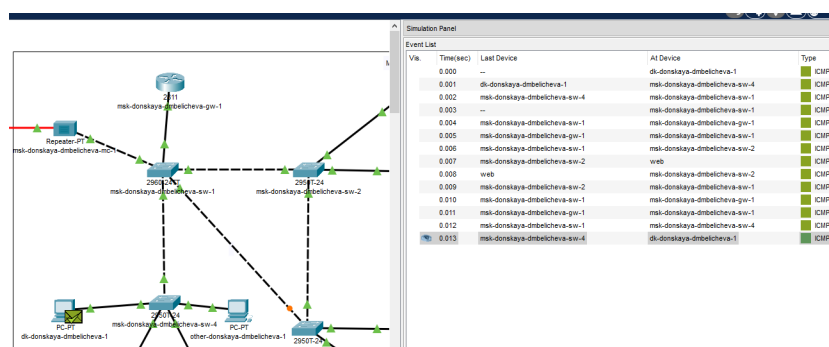 Simulation Panel
Event List
Vis. Time(sec) Last Device At Device Type
0.000 -- dk-donskaya-dmbelicheva-1 ICMP
0.001 dk-donskaya-dmbelicheva-1 msk-donskaya-dmbelicheva-sw-4 ICMP
0.002 msk-donskaya-dmbelicheva-sw-4 msk-donskaya-dmbelicheva-sw-1 ICMP
0.003 -- msk-donskaya-dmbelicheva-sw-1 ICMP
0.004 msk-donskaya-dmbelicheva-sw-1 msk-donskaya-dmbelicheva-gw-1 ICMP
0.005 msk-donskaya-dmbelicheva-gw-1 msk-donskaya-dmbelicheva-sw-1 ICMP
0.006 msk-donskaya-dmbelicheva-sw-1 msk-donskaya-dmbelicheva-sw-2 ICMP
0.007 msk-donskaya-dmbelicheva-sw-2 web ICMP
0.008 web msk-donskaya-dmbelicheva-sw-2 ICMP
0.009 msk-donskaya-dmbelicheva-sw-2 msk-donskaya-dmbelicheva-sw-1 ICMP
0.010 msk-donskaya-dmbelicheva-sw-1 msk-donskaya-dmbelicheva-gw-1 ICMP
0.011 msk-donskaya-dmbelicheva-gw-1 msk-donskaya-dmbelicheva-sw-1 ICMP
0.012 msk-donskaya-dmbelicheva-sw-1 msk-donskaya-dmbelicheva-sw-4 ICMP
0.013 msk-donskaya-dmbelicheva-sw-4 dk-donskaya-dmbelicheva-1 ICMP
2811
msk-donskaya-dmbelicheva-gw-1
Repeater-PT
msk-donskaya-dmbelicheva-mc-1
2960-24TT
msk-donskaya-dmbelicheva-sw-1
2950T-24
msk-donskaya-dmbelicheva-sw-2
PC-PT
dk-donskaya-dmbelicheva-1
2950T-24
msk-donskaya-dmbelicheva-sw-4
PC-PT
other-donskaya-dmbelicheva-1
2950T-24